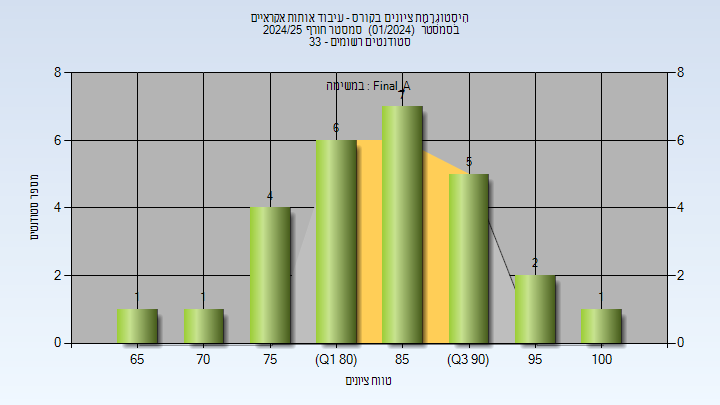 הִיסְטוֹגְרָמַת ציונים בקורס - עיבוד אותות אקראיים
בסמסטר (01/2024) סמסטר חורף 2024/25
סטודנטים רשומים - 33
במשימה : Final_A
מספר סטודנטים
8 8
6 6
4 4
2 2
0 0
1 1 4 6 7 5 2 1
65 70 75 (Q1 80) 85 (Q3 90) 95 100
טווח ציונים